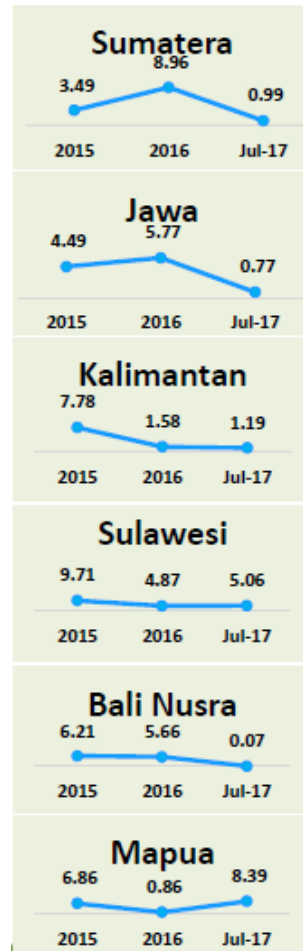 Sumatera
3.49 8.96 0.99
2015 2016 Jul-17
Jawa
4.49 5.77 0.77
2015 2016 Jul-17
Kalimantan
7.78 1.58 1.19
2015 2016 Jul-17
Sulawesi
9.71 4.87 5.06
2015 2016 Jul-17
Bali Nusra
6.21 5.66 0.07
2015 2016 Jul-17
Mapua
6.86 0.86 8.39
2015 2016 Jul-17